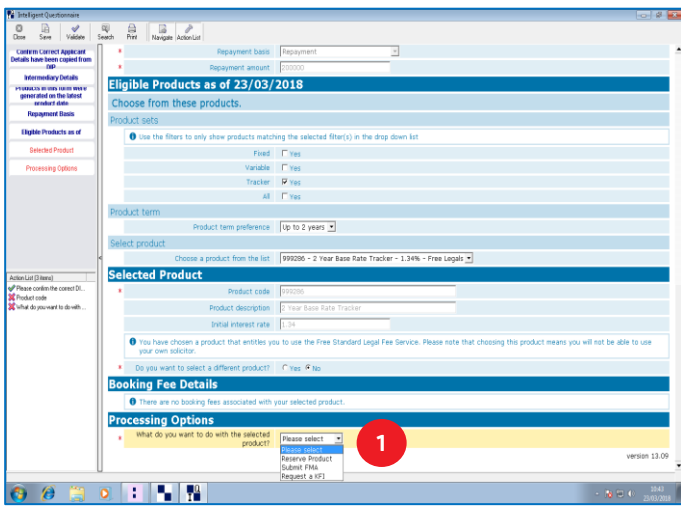 Intelligent Questionnaire
Close Save Validate Search Print Navigate Action List
Confirm Correct Applicant
Details have been copied from
DIP
Intermediary Details
Products in this form were
generated on the latest
product date
Repayment Basis
Eligible Products as of
Selected Product
Processing Options
Action List (3 items)
Please confirm the correct DI...
Product code
What do you want to do with ...
* Repayment basis Repayment
* Repayment amount 200000
Eligible Products as of 23/03/2018
Choose from these products.
Product sets
Use the filters to only show products matching the selected filter(s) in the drop down list
Fixed Yes
Variable Yes
Tracker Yes
All Yes
Product term
Product term preference Up to 2 years
Select product
Choose a product from the list 999286 - 2 Year Base Rate Tracker - 1.34% - Free Legals
Selected Product
* Product code 999286
Product description 2 Year Base Rate Tracker
Initial interest rate 1.34
You have chosen a product that entitles you to use the Free Standard Legal Fee Service. Please note that choosing this product means you will not be able to use
your own solicitor.
* Do you want to select a different product? Yes No
Booking Fee Details
There are no booking fees associated with your selected product.
Processing Options
* What do you want to do with the selected
product? Please select
Please select
Reserve Product
Submit FMA
Request a KFI
1
version 13.09
10:43
23/03/2018